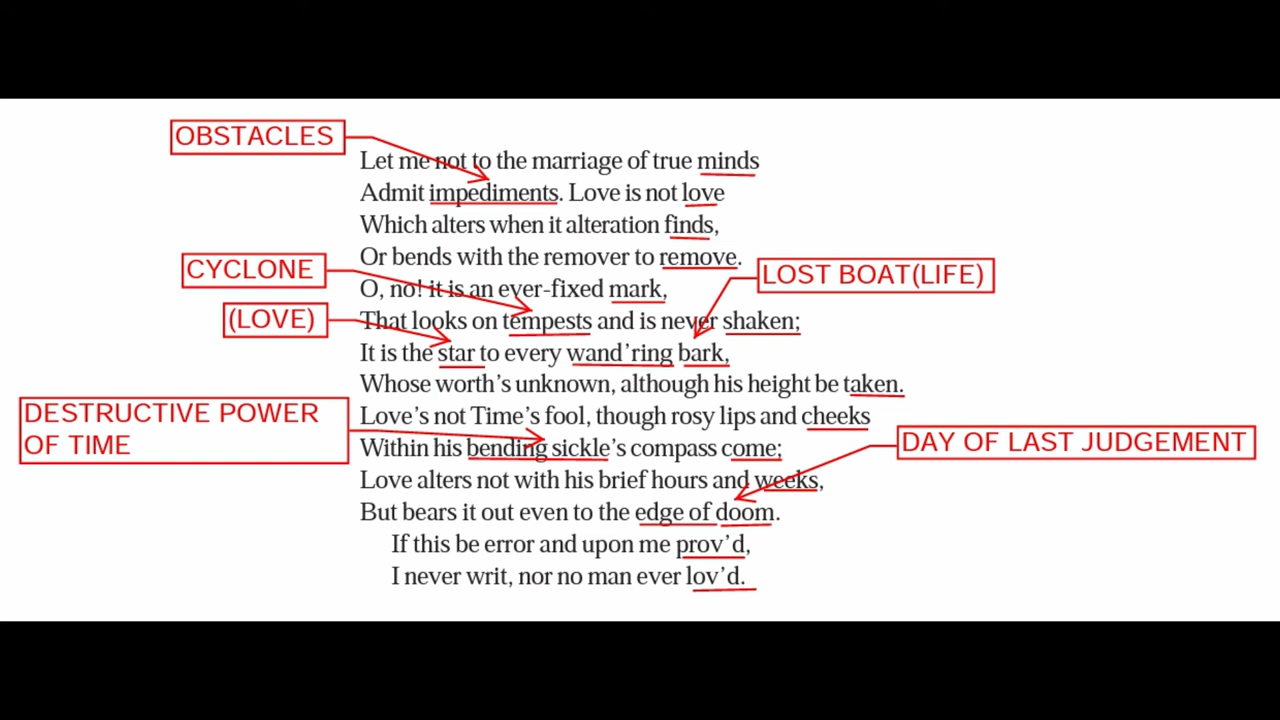 OBSTACLES
Let me not to the marriage of true minds
Admit impediments. Love is not love
Which alters when it alteration finds,
CYCLONE
Or bends with the remover to remove.
LOST BOAT(LIFE)
O, no! it is an ever-fixed mark,
(LOVE)
That looks on tempests and is never shaken;
It is the star to every wand’ring bark,
Whose worth’s unknown, although his height be taken.
DESTRUCTIVE POWER
OF TIME
Love’s not Time’s fool, though rosy lips and cheeks
Within his bending sickle’s compass come;
DAY OF LAST JUDGEMENT
Love alters not with his brief hours and weeks,
But bears it out even to the edge of doom.
If this be error and upon me prov’d,
I never writ, nor no man ever lov’d.